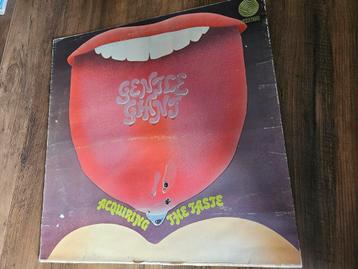 GENTLE
GIANT
ACQUIRING THE TASTE